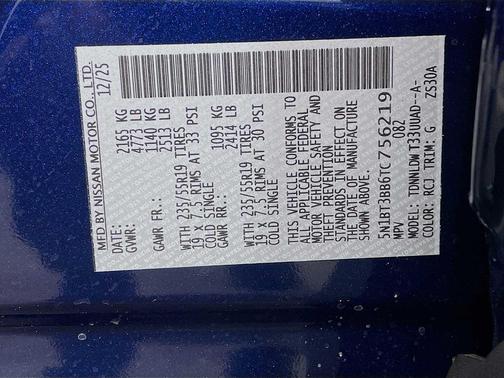 MFD BY NISSAN MOTOR CO., LTD.
DATE: 12/25
GVWR: 2165 KG
4773 LB
GAWR FR.: 1140 KG
2513 LB
WITH 235/55R19 TIRES
19 X 7.5 RIMS AT 33 PSI
COLD SINGLE
GAWR RR.: 1095 KG
2414 LB
WITH 235/55R19 TIRES
19 X 7.5 RIMS AT 30 PSI
COLD SINGLE
THIS VEHICLE CONFORMS TO
ALL APPLICABLE FEDERAL
MOTOR VEHICLE SAFETY AND
THEFT PREVENTION
STANDARDS IN EFFECT ON
THE DATE OF MANUFACTURE
SHOWN ABOVE.
5N1BT3BB6TC756219
MPV 082
MODEL: TDNNLDW T33UUAD--A-
COLOR: RCJ TRIM: G ZS30A